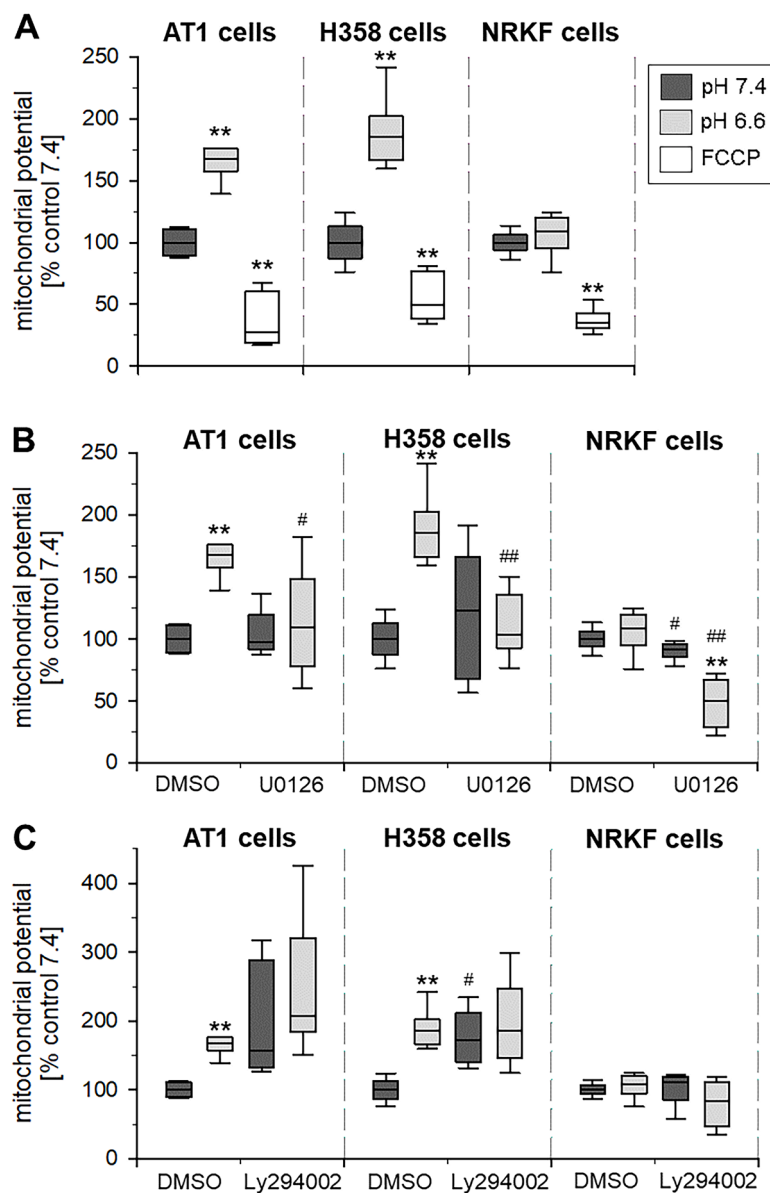 A
AT1 cells H358 cells NRKF cells
mitochondrial potential
[% control 7.4]
250
200
150
100
50
0
** ** ** ** **
pH 7.4
pH 6.6
FCCP
B
AT1 cells H358 cells NRKF cells
mitochondrial potential
[% control 7.4]
250
200
150
100
50
0
** # ** ## # ## **
DMSO U0126 DMSO U0126 DMSO U0126
C
AT1 cells H358 cells NRKF cells
mitochondrial potential
[% control 7.4]
400
300
200
100
0
** ** #
DMSO Ly294002 DMSO Ly294002 DMSO Ly294002